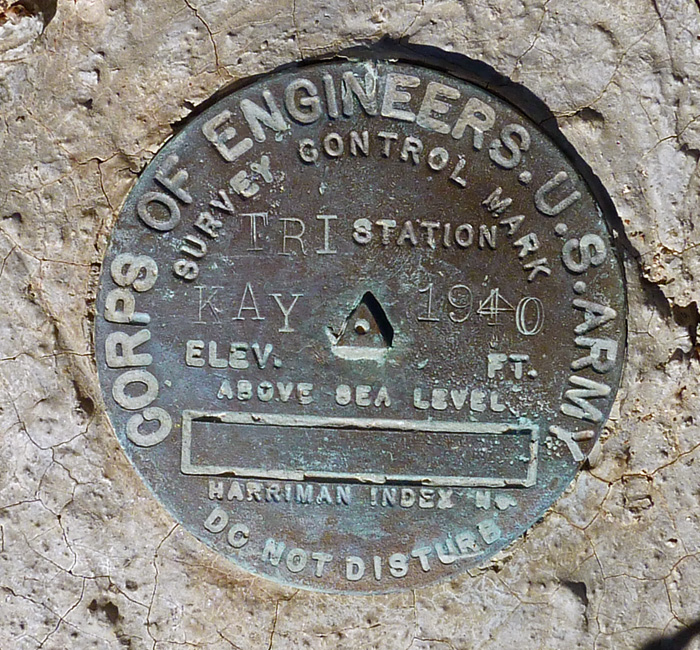 CORPS OF ENGINEERS. U.S. ARMY
SURVEY CONTROL MARK
TRI STATION
KAY 1940
ELEV. FT.
ABOVE SEA LEVEL
HARRIMAN INDEX No
DO NOT DISTURB